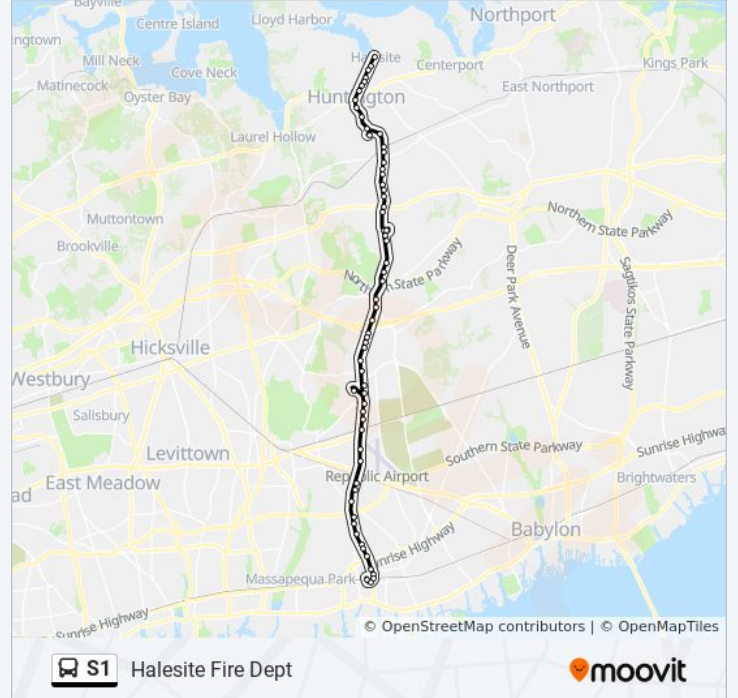 Bayville
Centre Island
Lloyd Harbor
Northport
ingtown
Mill Neck
Halesite
Centerport
Kings Park
Cove Neck
Matinecock
Oyster Bay
Huntington
East Northport
Laurel Hollow
Muttontown
Northern State Parkway
Brookville
Northern State Parkway
Deer Park Avenue
Sagtikos State Parkway
Hicksville
Westbury
Salisbury
Levittown
Southern State Parkway
Sunrise Highwa
ad
East Meadow
Republic Airport
Brightwaters
Babylon
Sunrise Highway
Massapequa Park
Sunrise Highway
© OpenStreetMap contributors | © OpenMapTiles
S1 Halesite Fire Dept
moovit